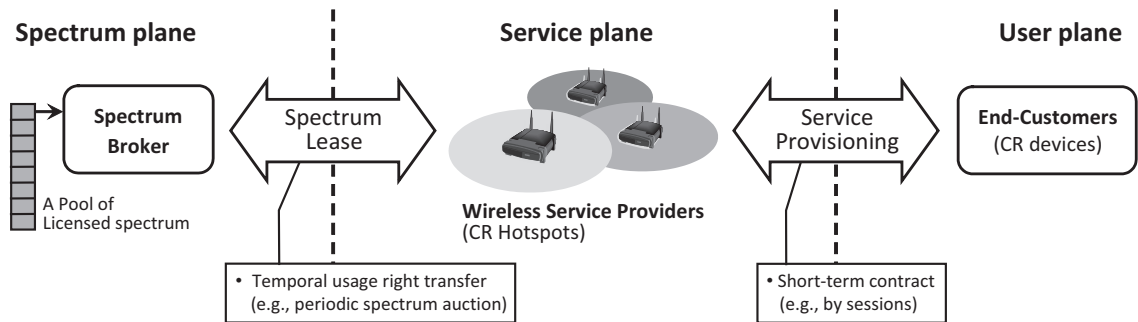 Spectrum plane
Service plane
User plane
Spectrum
Broker
Spectrum
Lease
Service
Provisioning
End-Customers
(CR devices)
A Pool of
Licensed spectrum
Wireless Service Providers
(CR Hotspots)
• Temporal usage right transfer
(e.g., periodic spectrum auction)
• Short-term contract
(e.g., by sessions)